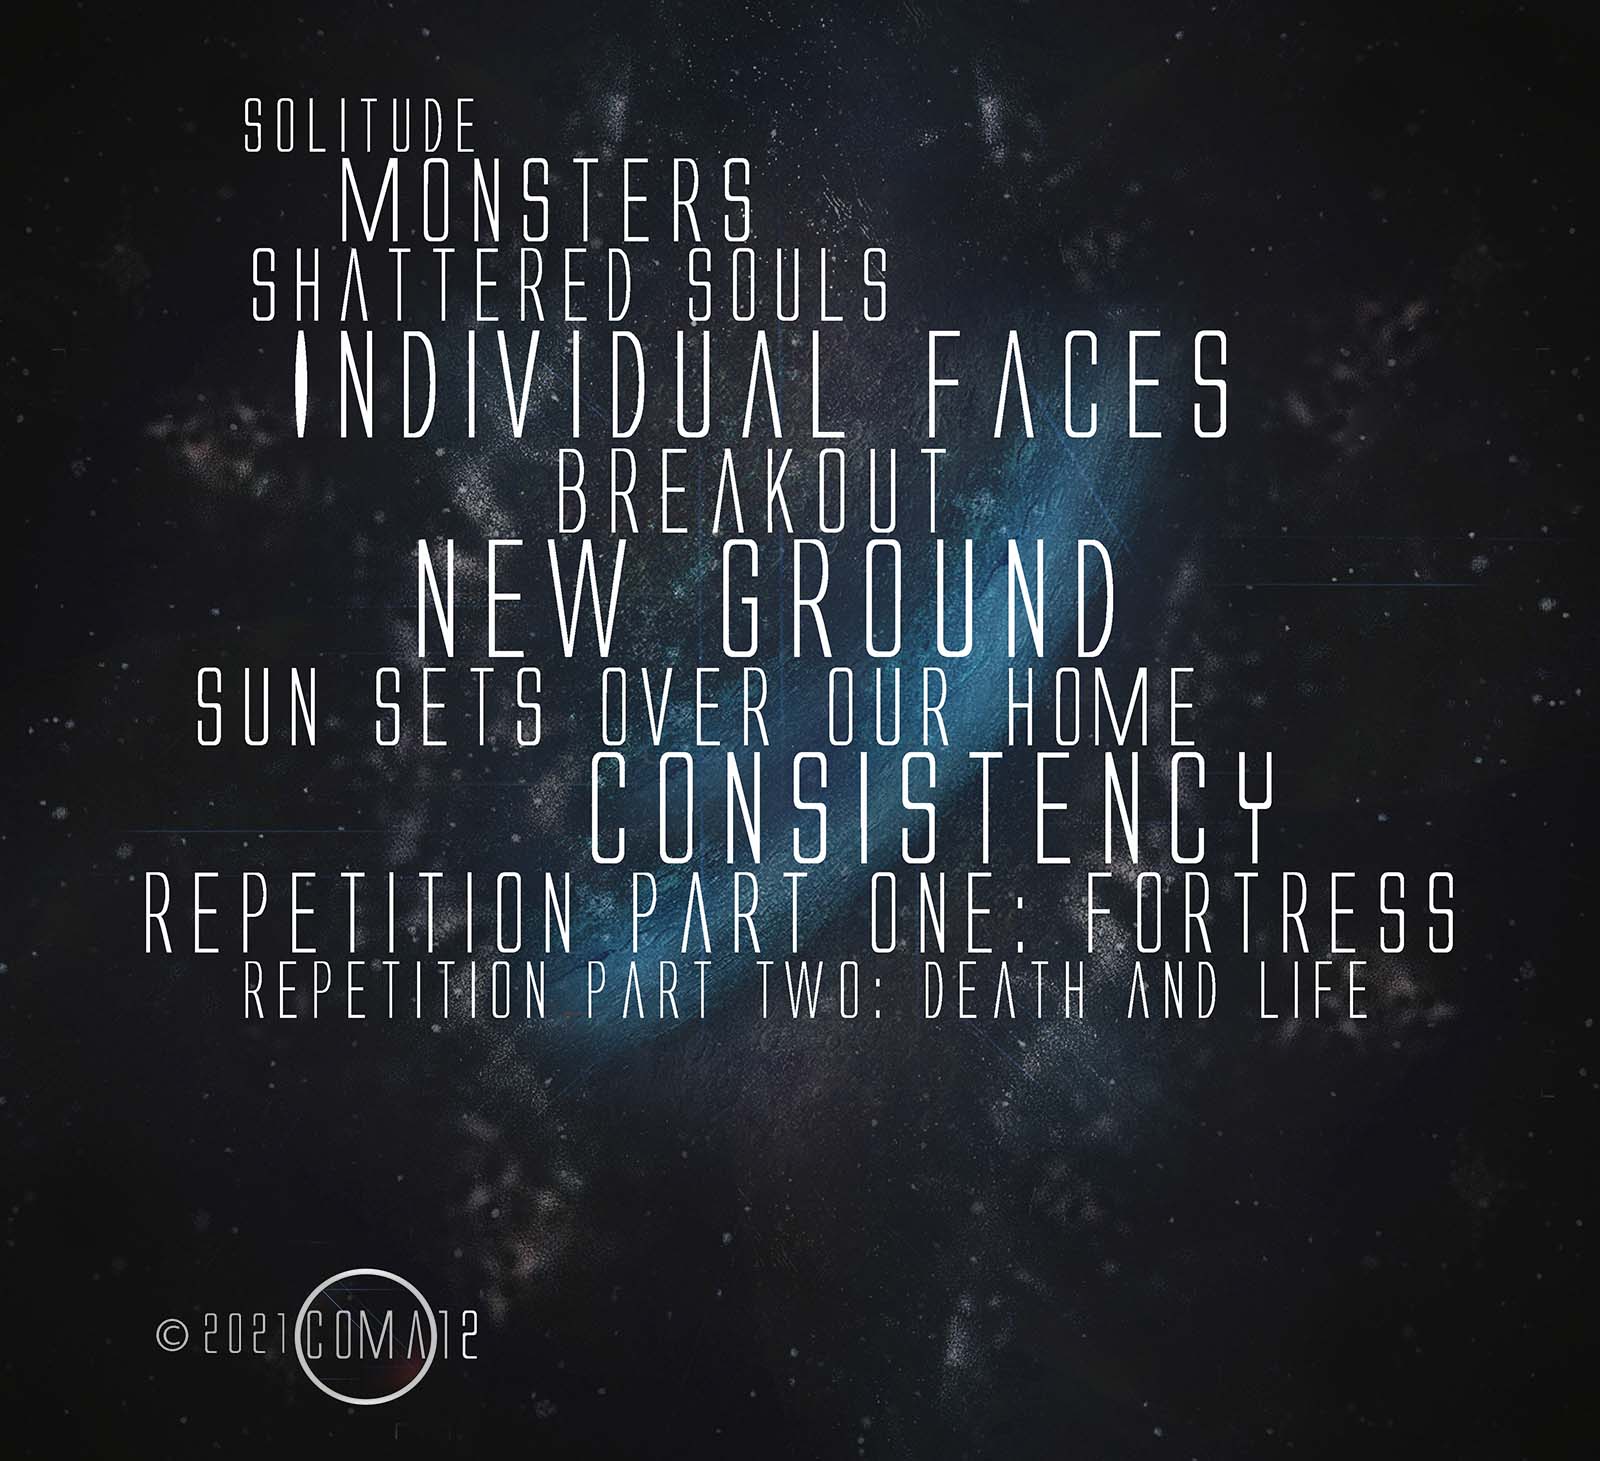 SOLITUDE
MONSTERS
SHATTERED SOULS
INDIVIDUAL FACES
BREAKOUT
NEW GROUND
SUN SETS OVER OUR HOME
CONSISTENCY
REPETITION PART ONE: FORTRESS
REPETITION PART TWO: DEATH AND LIFE
© 2021 COMA12